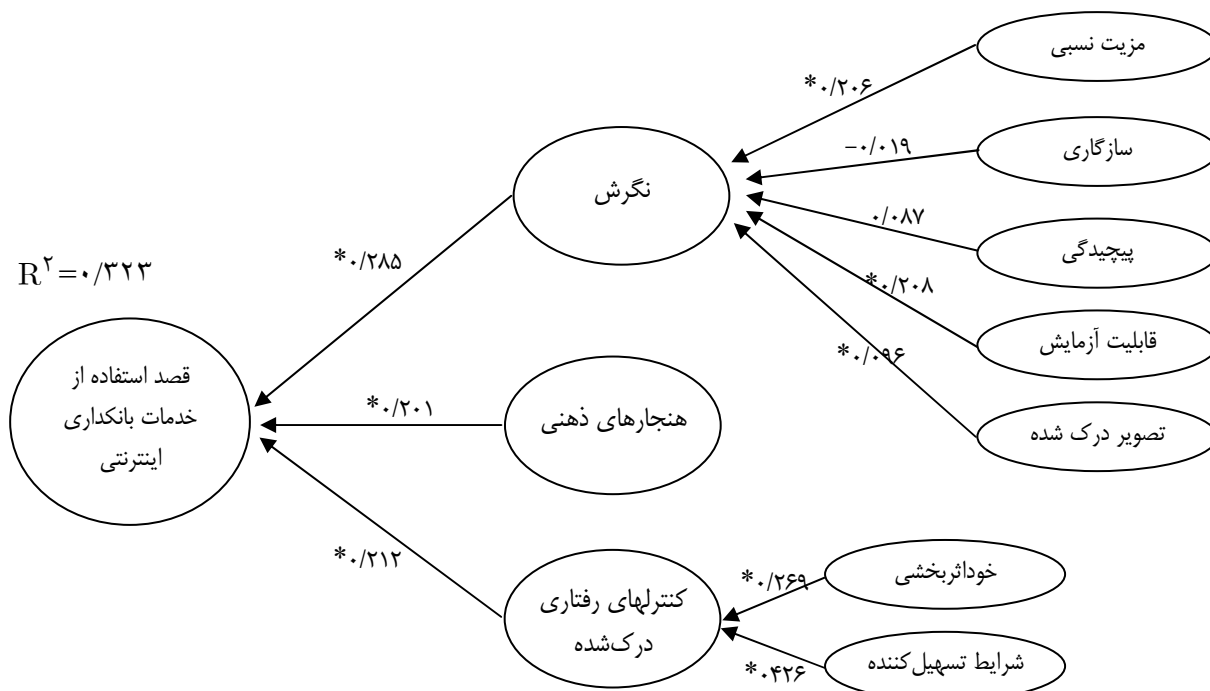 مزیت نسبی
*۰/۲۰۶
سازگاری
-۰/۰۱۹
نگرش
پیچیدگی
۰/۰۸۷
قابلیت آزمایش
*۰/۲۰۸
تصویر درک شده
*۰/۰۹۶
*۰/۲۸۵
R۲=۰/۳۲۳
قصد استفاده از
خدمات بانکداری
اینترنتی
*۰/۲۰۱
هنجارهای ذهنی
*۰/۲۱۲
کنترلهای رفتاری
درک‌شده
خوداثربخشی
*۰/۲۶۹
شرایط تسهیل‌کننده
*۰۴۲۶